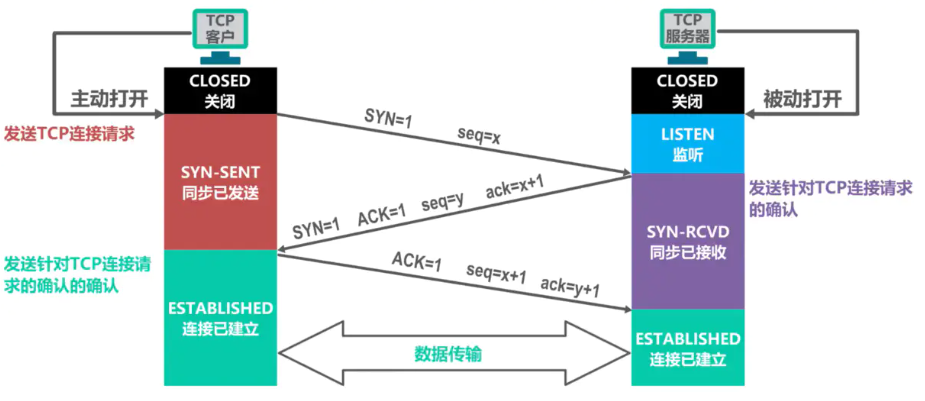 TCP
客户
TCP
服务器
CLOSED
关闭
CLOSED
关闭
主动打开
被动打开
发送TCP连接请求
SYN=1 seq=x
LISTEN
监听
SYN-SENT
同步已发送
SYN=1 ACK=1 seq=y ack=x+1
发送针对TCP连接请求
的确认
SYN-RCVD
同步已接收
发送针对TCP连接请
求的确认的确认
ACK=1 seq=x+1 ack=y+1
ESTABLISHED
连接已建立
数据传输
ESTABLISHED
连接已建立